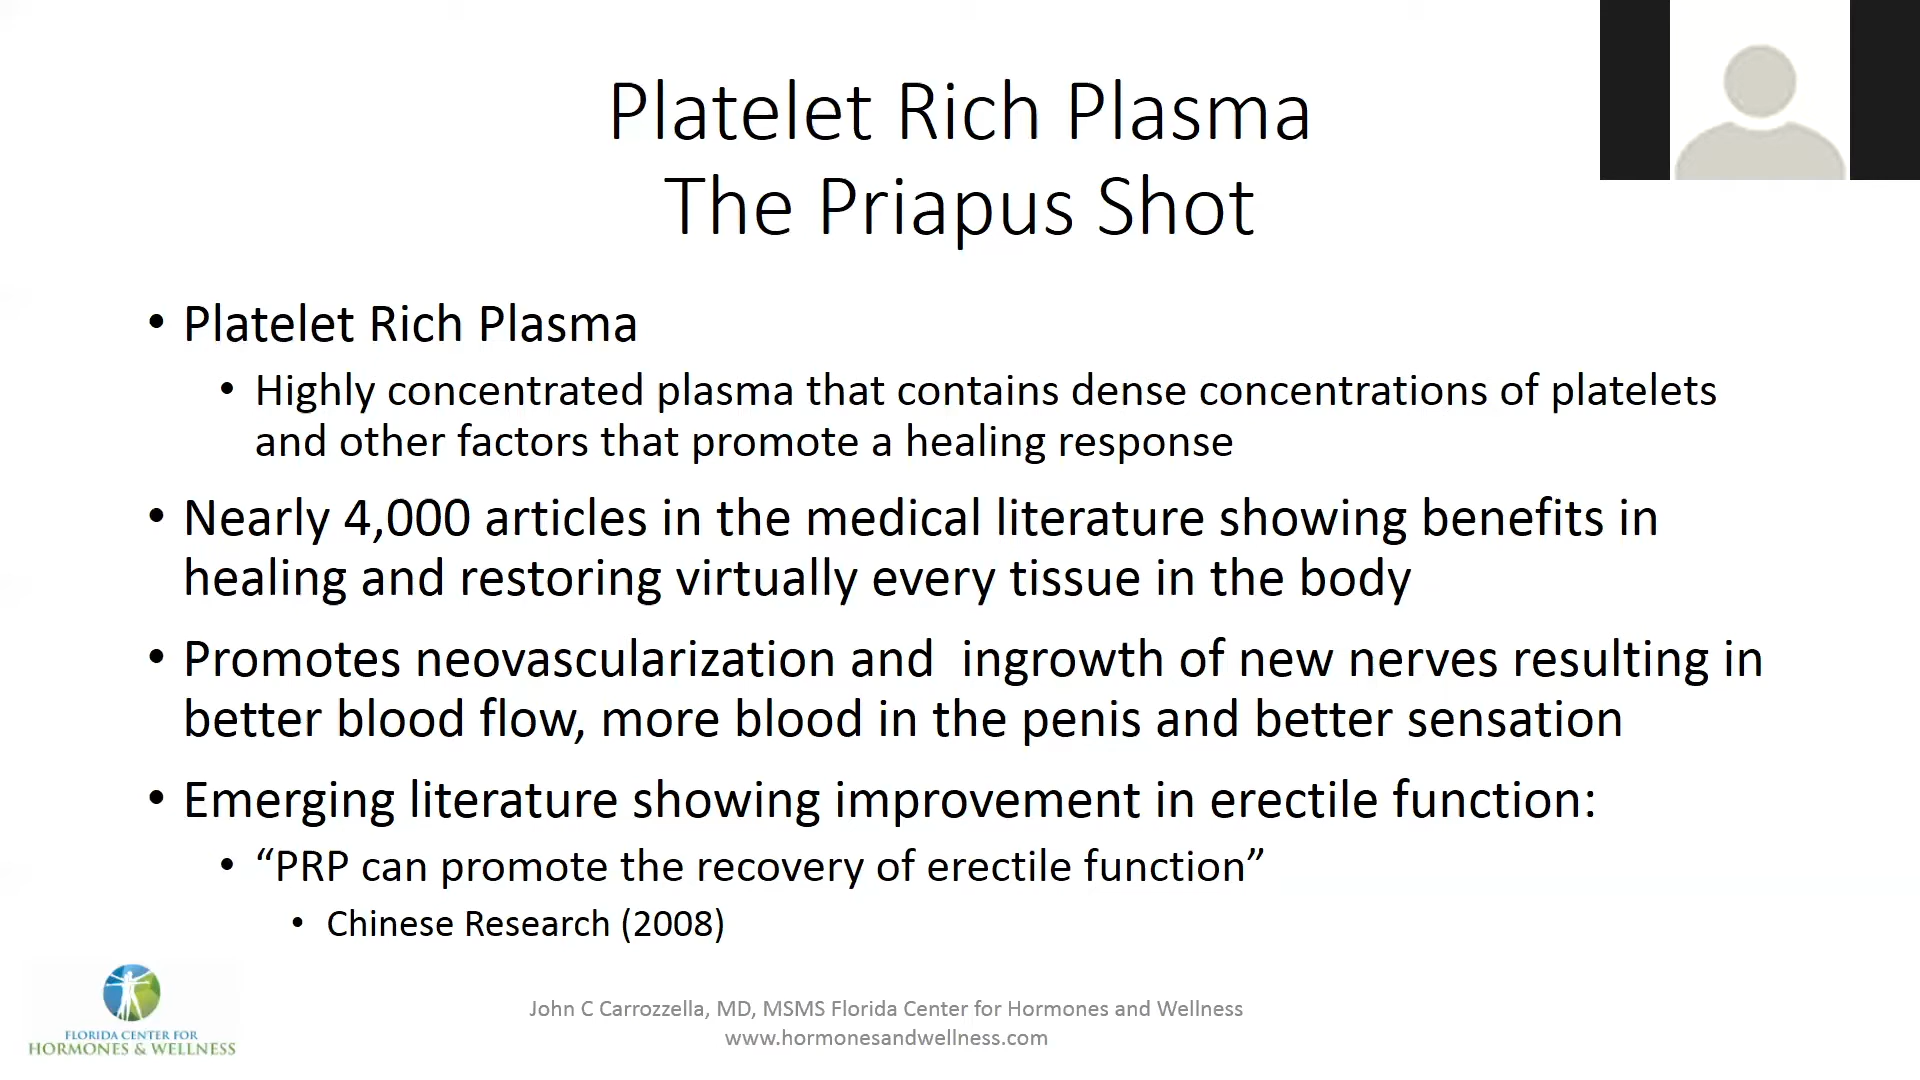 Platelet Rich Plasma
The Priapus Shot
• Platelet Rich Plasma
• Highly concentrated plasma that contains dense concentrations of platelets
and other factors that promote a healing response
• Nearly 4,000 articles in the medical literature showing benefits in
healing and restoring virtually every tissue in the body
• Promotes neovascularization and  ingrowth of new nerves resulting in
better blood flow, more blood in the penis and better sensation
• Emerging literature showing improvement in erectile function:
• “PRP can promote the recovery of erectile function”
• Chinese Research (2008)
FLORIDA CENTER FOR
HORMONES & WELLNESS
John C Carrozzella, MD, MSMS Florida Center for Hormones and Wellness
www.hormonesandwellness.com